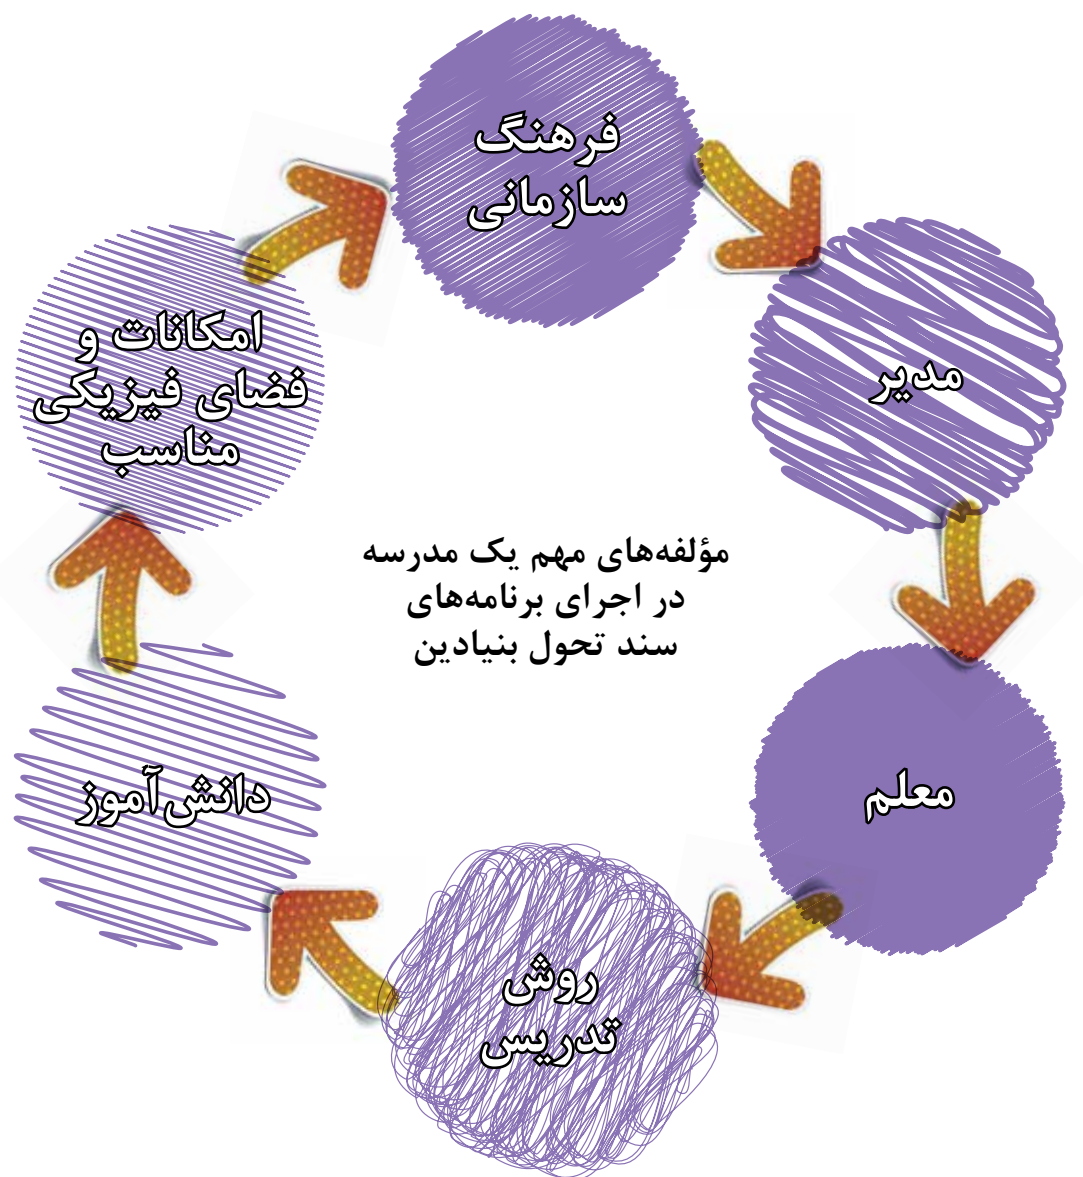 فرهنگ
سازمانی
مدیر
معلم
روش
تدریس
دانش‌آموز
امکانات و
فضای فیزیکی
مناسب
مؤلفه‌های مهم یک مدرسه
در اجرای برنامه‌های
سند تحول بنیادین